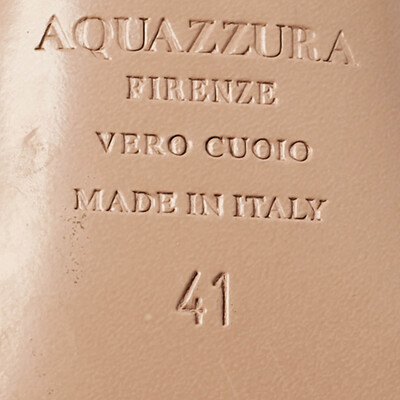 AQUAZZURA
FIRENZE
VERO CUOIO
MADE IN ITALY
41